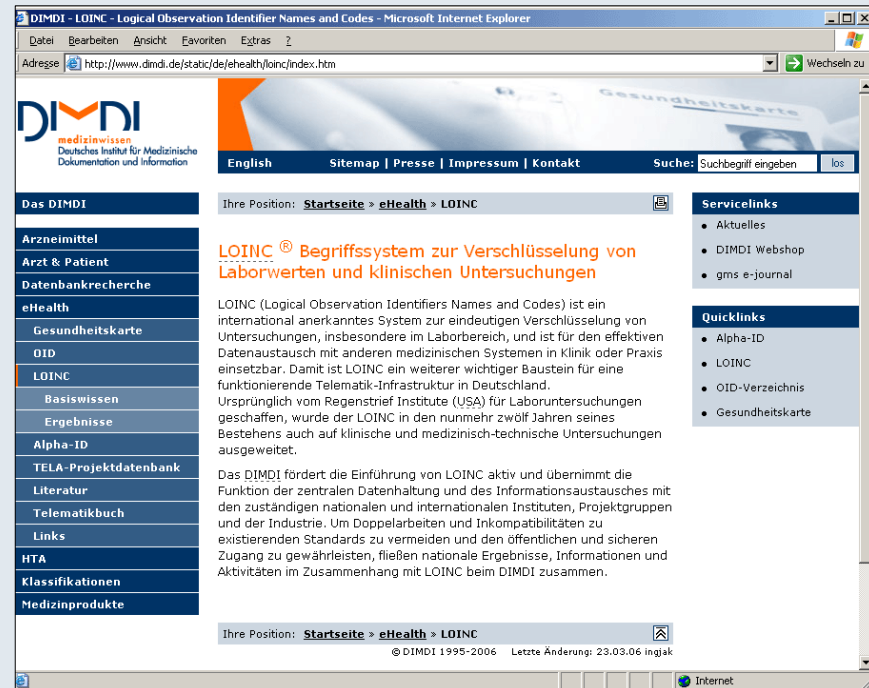 DIMDI - LOINC - Logical Observation Identifier Names and Codes - Microsoft Internet Explorer
Datei Bearbeiten Ansicht Favoriten Extras ?
Adresse http://www.dimdi.de/static/de/ehealth/loinc/index.htm Wechseln zu
DIMDI
medizinwissen
Deutsches Institut für Medizinische
Dokumentation und Information
Gesundheitskarte
English Sitemap | Presse | Impressum | Kontakt Suche: Suchbegriff eingeben los
Das DIMDI
Arzneimittel
Arzt & Patient
Datenbankrecherche
eHealth
Gesundheitskarte
OID
LOINC
Basiswissen
Ergebnisse
Alpha-ID
TELA-Projektdatenbank
Literatur
Telematikbuch
Links
HTA
Klassifikationen
Medizinprodukte
Ihre Position: Startseite » eHealth » LOINC
LOINC ® Begriffssystem zur Verschlüsselung von
Laborwerten und klinischen Untersuchungen
LOINC (Logical Observation Identifiers Names and Codes) ist ein
international anerkanntes System zur eindeutigen Verschlüsselung von
Untersuchungen, insbesondere im Laborbereich, und ist für den effektiven
Datenaustausch mit anderen medizinischen Systemen in Klinik oder Praxis
einsetzbar. Damit ist LOINC ein weiterer wichtiger Baustein für eine
funktionierende Telematik-Infrastruktur in Deutschland.
Ursprünglich vom Regenstrief Institute (USA) für Laboruntersuchungen
geschaffen, wurde der LOINC in den nunmehr zwölf Jahren seines
Bestehens auch auf klinische und medizinisch-technische Untersuchungen
ausgeweitet.
Das DIMDI fördert die Einführung von LOINC aktiv und übernimmt die
Funktion der zentralen Datenhaltung und des Informationsaustausches mit
den zuständigen nationalen und internationalen Instituten, Projektgruppen
und der Industrie. Um Doppelarbeiten und Inkompatibilitäten zu
existierenden Standards zu vermeiden und den öffentlichen und sicheren
Zugang zu gewährleisten, fließen nationale Ergebnisse, Informationen und
Aktivitäten im Zusammenhang mit LOINC beim DIMDI zusammen.
Ihre Position: Startseite » eHealth » LOINC
© DIMDI 1995-2006 Letzte Änderung: 23.03.06 ingjak
Servicelinks
Aktuelles
DIMDI Webshop
gms e-journal
Quicklinks
Alpha-ID
LOINC
OID-Verzeichnis
Gesundheitskarte
Internet